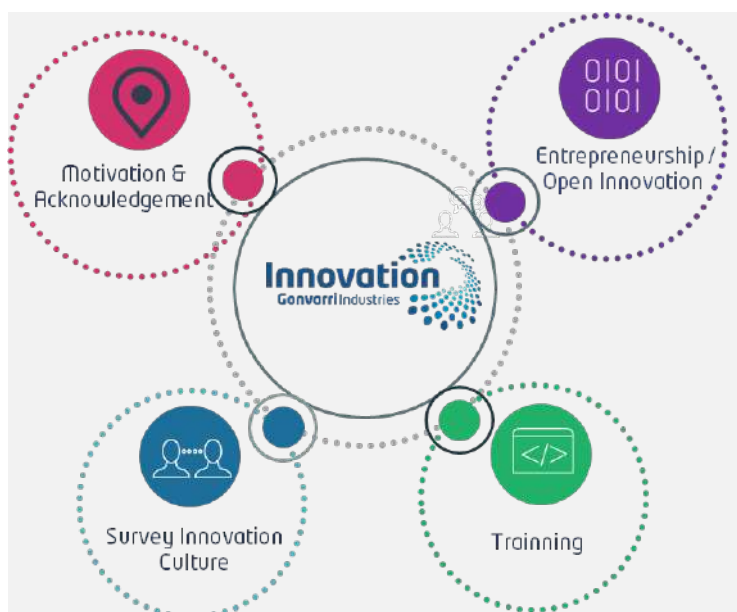 0101
0101
Motivation &
Acknowledgement
Entrepreneurship /
Open Innovation
Innovation
Gonvarri Industries
</>
Survey Innovation
Culture
Trainning